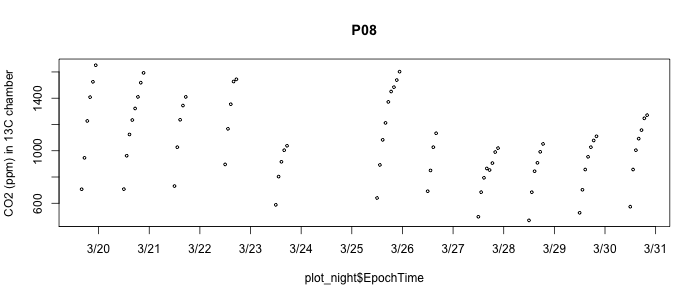 P08
CO2 (ppm) in 13C chamber
1400
1000
600
3/20 3/21 3/22 3/23 3/24 3/25 3/26 3/27 3/28 3/29 3/30 3/31
plot_night$EpochTime